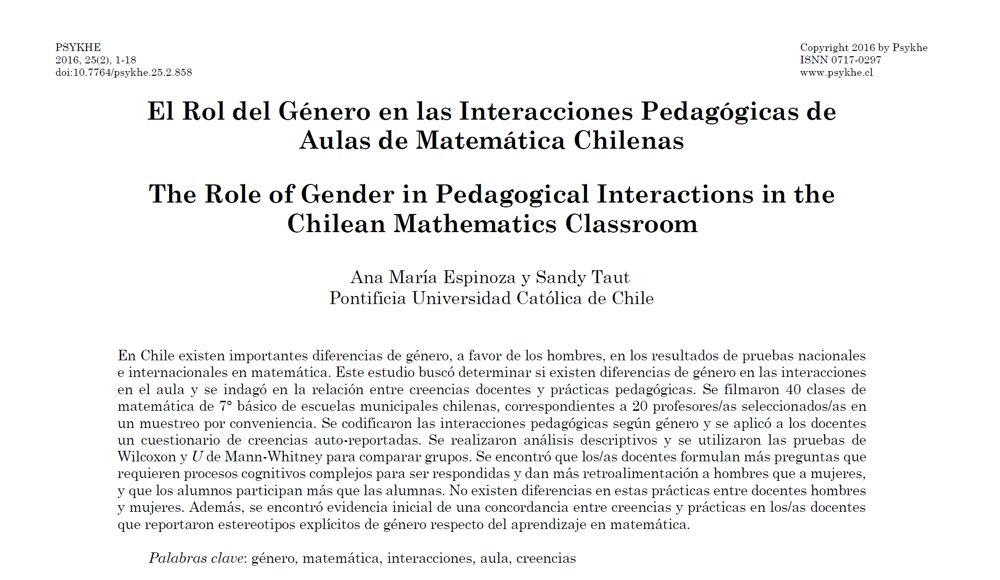 PSYKHE
2016, 25(2), 1-18
doi:10.7764/psykhe.25.2.858
Copyright 2016 by Psykhe
ISNN 0717-0297
www.psykhe.cl
El Rol del Género en las Interacciones Pedagógicas de
Aulas de Matemática Chilenas
The Role of Gender in Pedagogical Interactions in the
Chilean Mathematics Classroom
Ana María Espinoza y Sandy Taut
Pontificia Universidad Católica de Chile
En Chile existen importantes diferencias de género, a favor de los hombres, en los resultados de pruebas nacionales
e internacionales en matemática. Este estudio buscó determinar si existen diferencias de género en las interacciones
en el aula y se indagó en la relación entre creencias docentes y prácticas pedagógicas. Se filmaron 40 clases de
matemática de 7° básico de escuelas municipales chilenas, correspondientes a 20 profesores/as seleccionados/as en
un muestreo por conveniencia. Se codificaron las interacciones pedagógicas según género y se aplicó a los docentes
un cuestionario de creencias auto-reportadas. Se realizaron análisis descriptivos y se utilizaron las pruebas de
Wilcoxon y U de Mann-Whitney para comparar grupos. Se encontró que los/as docentes formulan más preguntas que
requieren procesos cognitivos complejos para ser respondidas y dan más retroalimentación a hombres que a mujeres,
y que los alumnos participan más que las alumnas. No existen diferencias en estas prácticas entre docentes hombres
y mujeres. Además, se encontró evidencia inicial de una concordancia entre creencias y prácticas en los/as docentes
que reportaron estereotipos explícitos de género respecto del aprendizaje en matemática.
Palabras clave: género, matemática, interacciones, aula, creencias